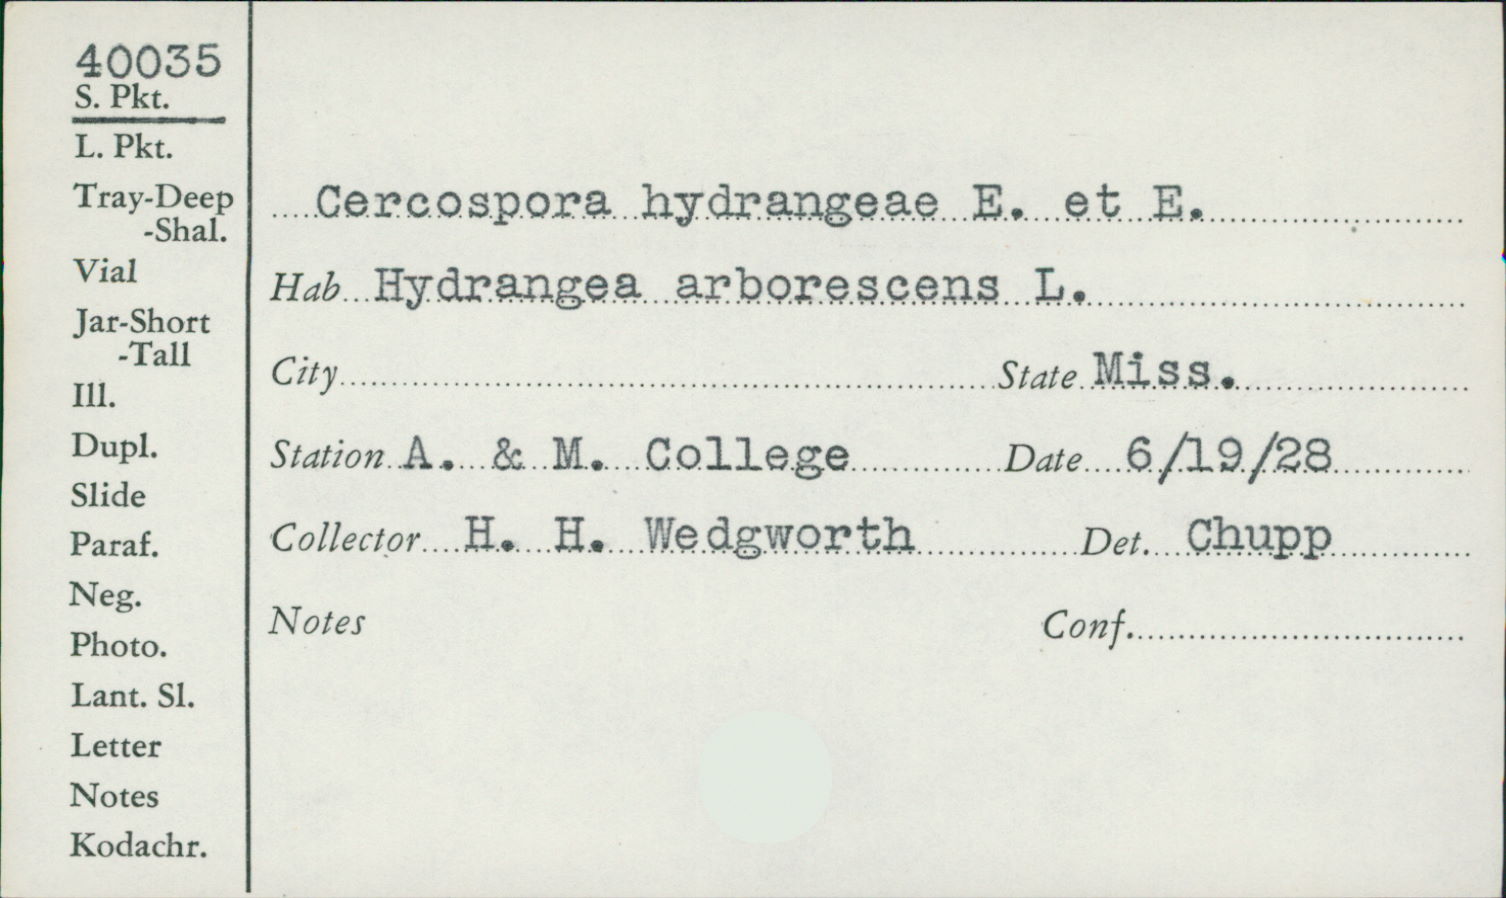 40035
S. Pkt.
L. Pkt.
Tray-Deep
-Shal.
Vial
Jar-Short
-Tall
Ill.
Dupl.
Slide
Paraf.
Neg.
Photo.
Lant. Sl.
Letter
Notes
Kodachr.
Cercospora hydrangeae E. et E.
Hab Hydrangea arborescens L.
City State Miss.
Station A. & M. College Date 6/19/28
Collector H. H. Wedgworth Det. Chupp
Notes Conf.